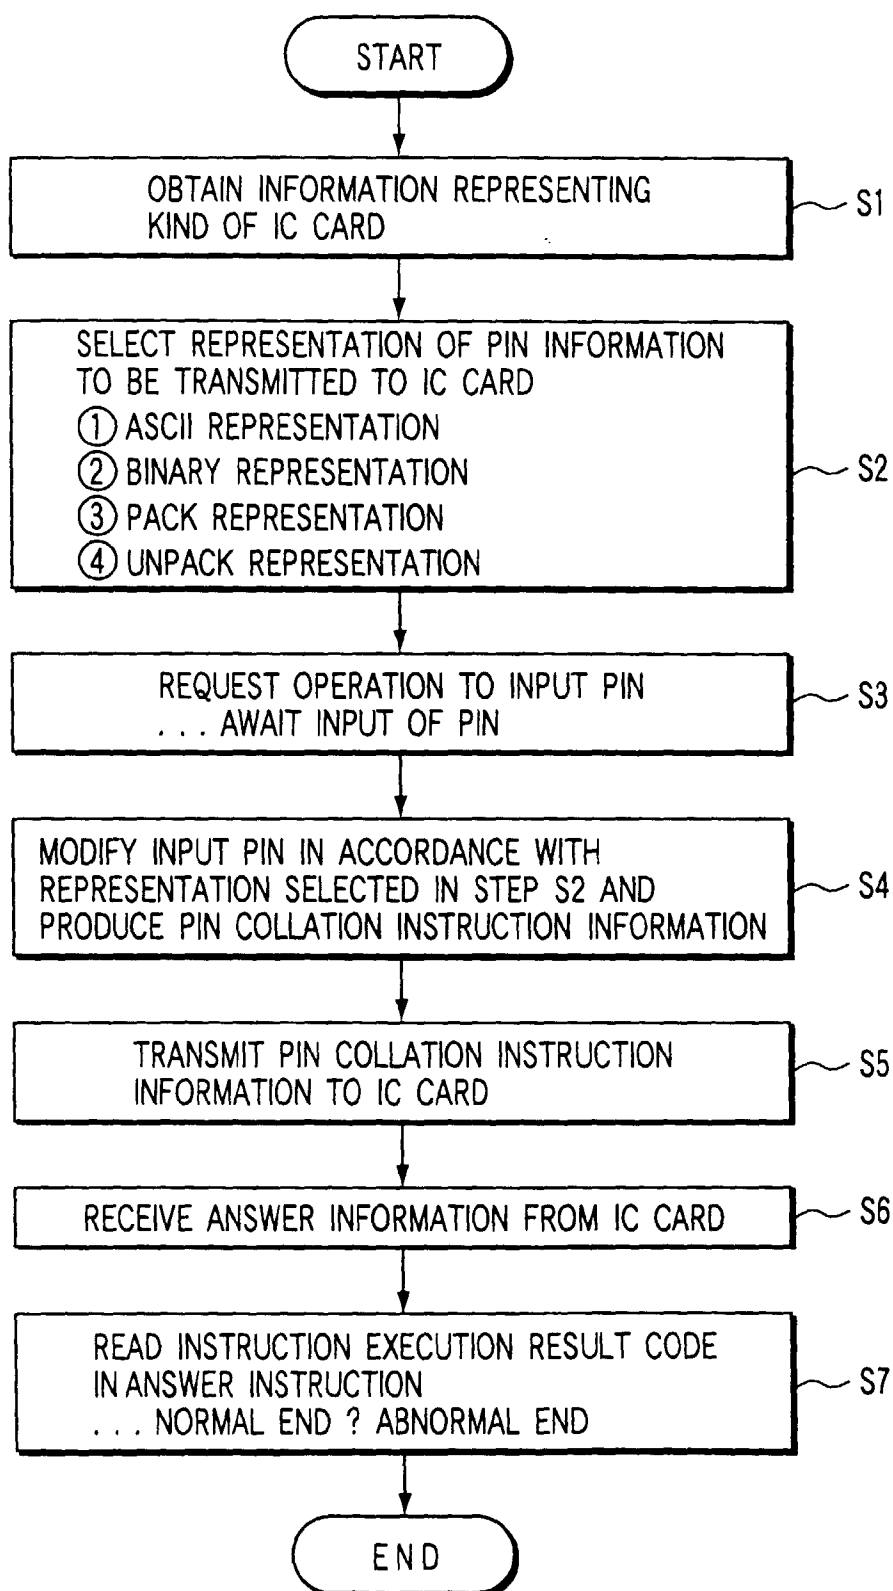 START
OBTAIN INFORMATION REPRESENTING
KIND OF IC CARD
S1
SELECT REPRESENTATION OF PIN INFORMATION
TO BE TRANSMITTED TO IC CARD
① ASCII REPRESENTATION
② BINARY REPRESENTATION
③ PACK REPRESENTATION
④ UNPACK REPRESENTATION
S2
REQUEST OPERATION TO INPUT PIN
... AWAIT INPUT OF PIN
S3
MODIFY INPUT PIN IN ACCORDANCE WITH
REPRESENTATION SELECTED IN STEP S2 AND
PRODUCE PIN COLLATION INSTRUCTION INFORMATION
S4
TRANSMIT PIN COLLATION INSTRUCTION
INFORMATION TO IC CARD
S5
RECEIVE ANSWER INFORMATION FROM IC CARD
S6
READ INSTRUCTION EXECUTION RESULT CODE
IN ANSWER INSTRUCTION
... NORMAL END ? ABNORMAL END
S7
END